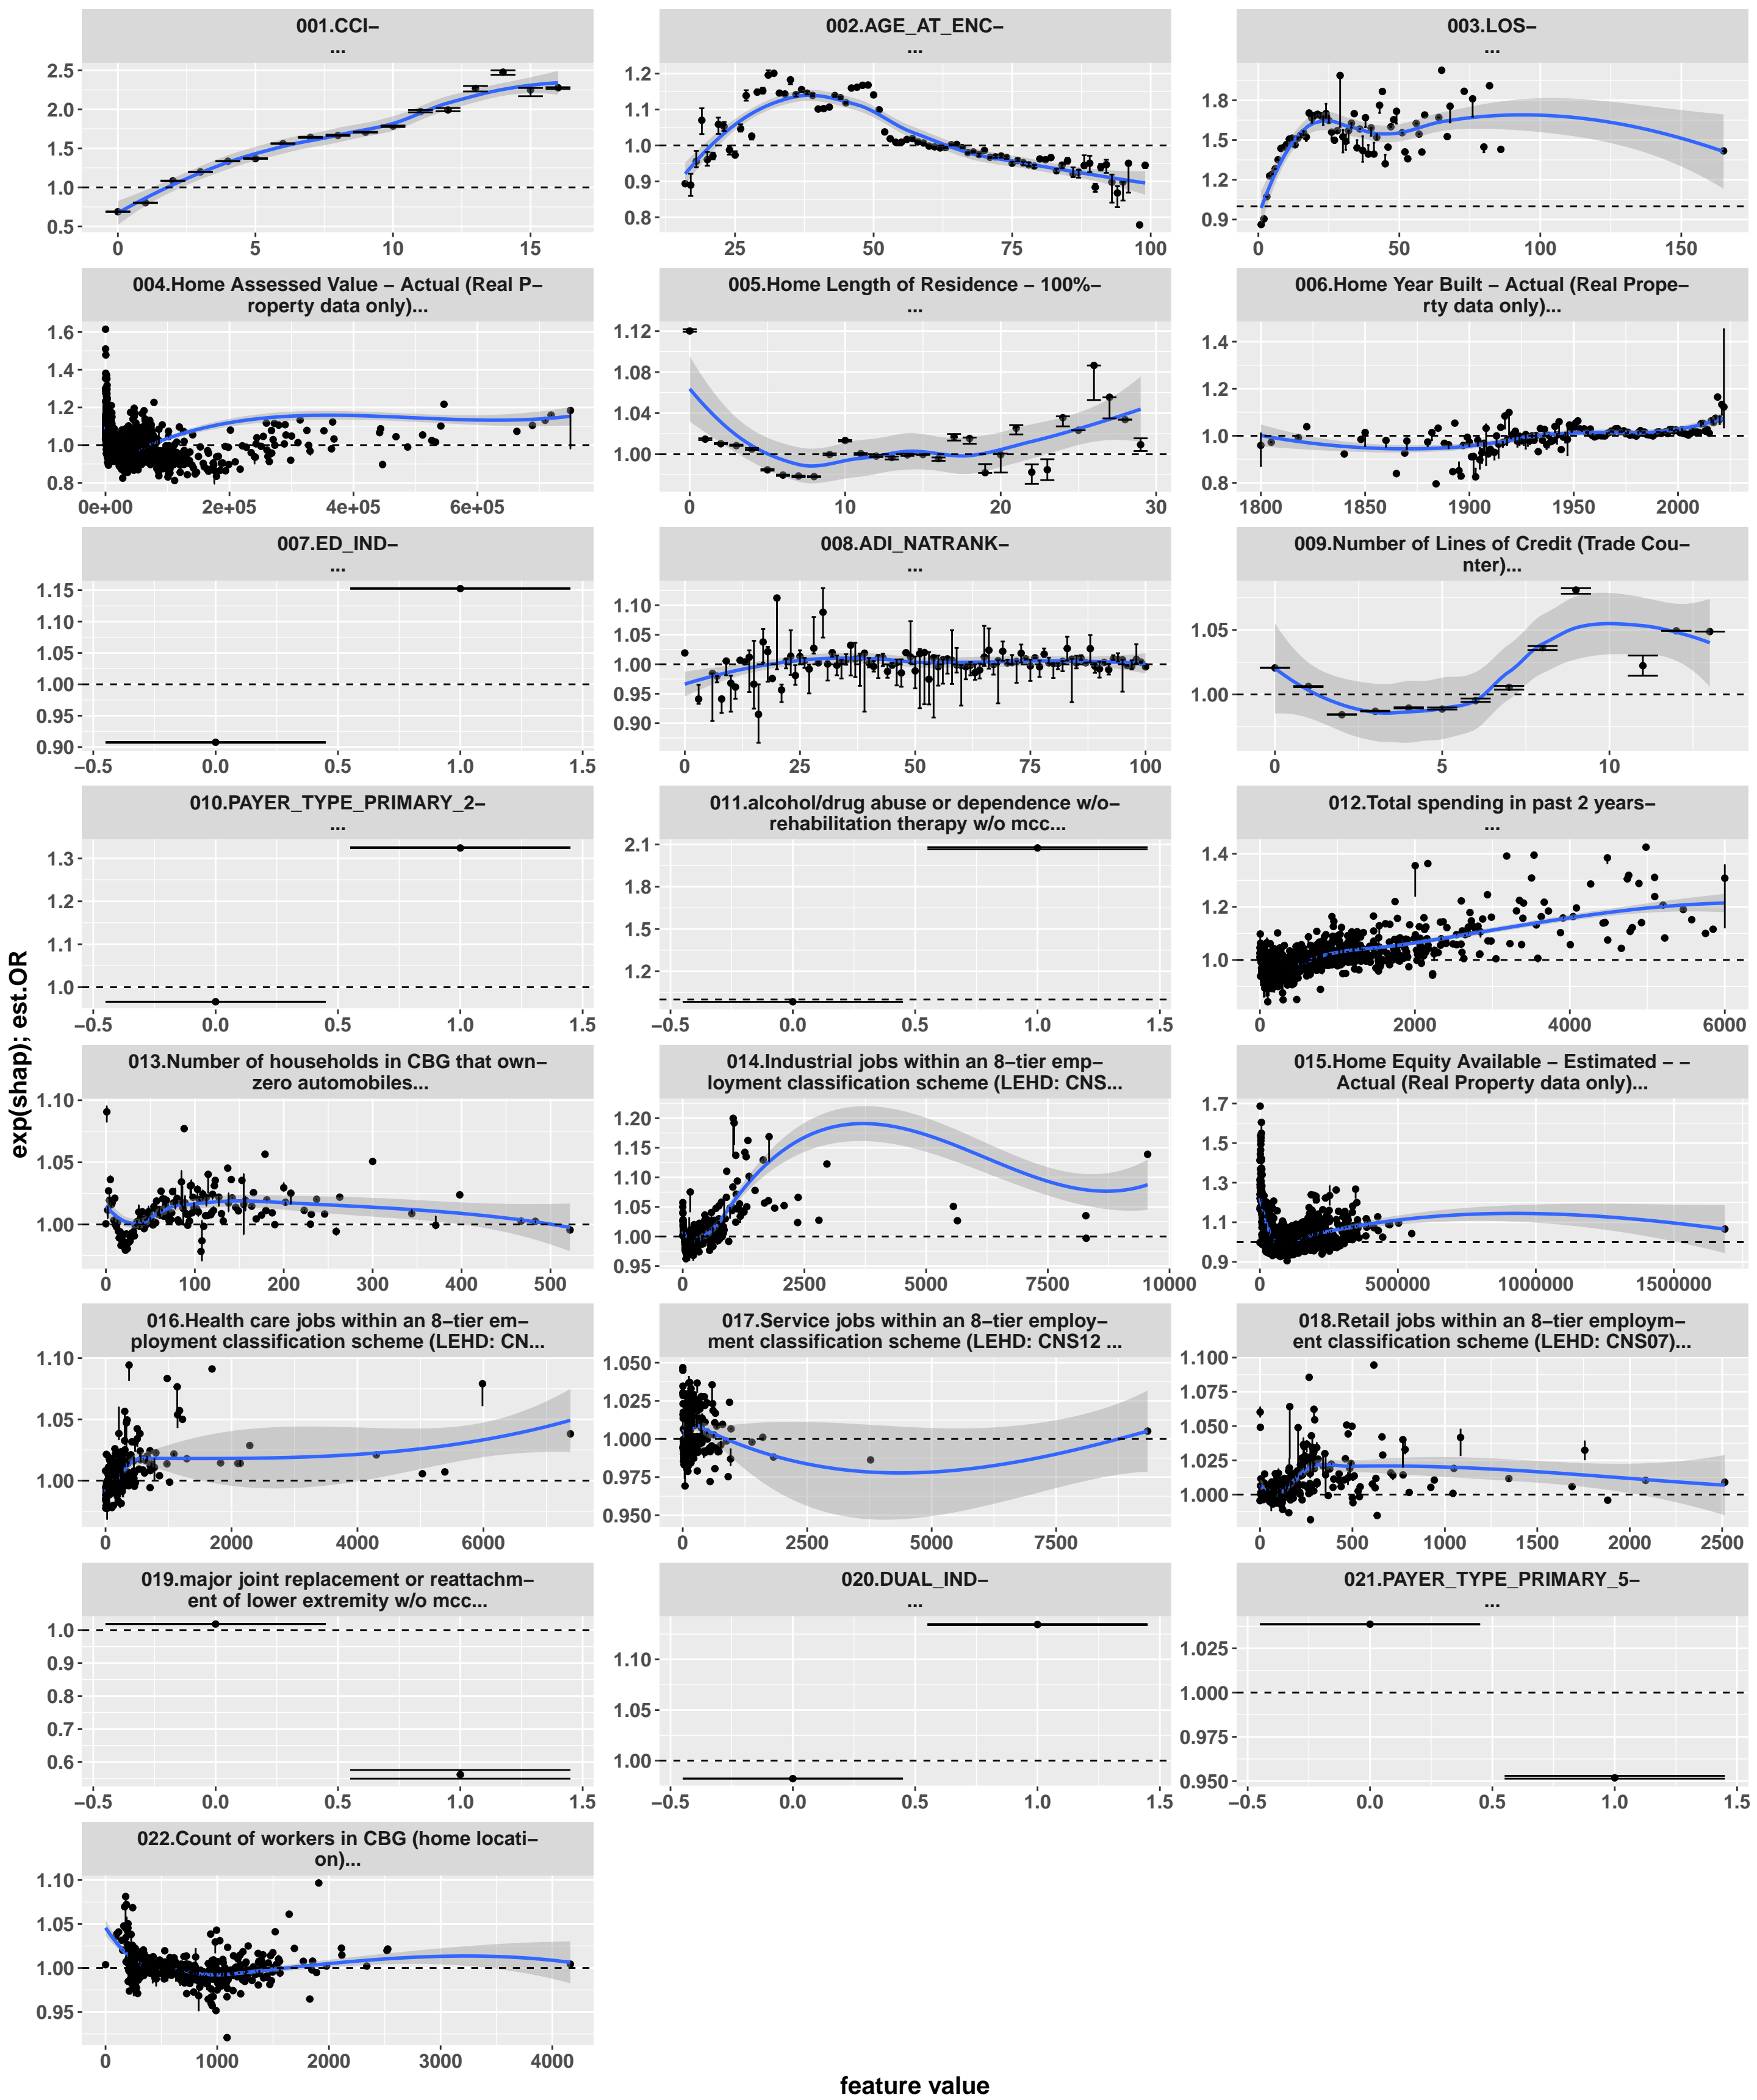 001.CCI–
...
002.AGE_AT_ENC–
...
003.LOS–
...
2.5
2.0
1.5
1.0
0.5
0 5 10 15
1.2
1.1
1.0
0.9
0.8
25 50 75 100
1.8
1.5
1.2
0.9
0 50 100 150
004.Home Assessed Value – Actual (Real P–
roperty data only)...
005.Home Length of Residence – 100%–
...
006.Home Year Built – Actual (Real Prope–
rty data only)...
1.6
1.4
1.2
1.0
0.8
0e+00 2e+05 4e+05 6e+05
1.12
1.08
1.04
1.00
0 10 20 30
1.4
1.2
1.0
0.8
1800 1850 1900 1950 2000
007.ED_IND–
...
008.ADI_NATRANK–
...
009.Number of Lines of Credit (Trade Cou–
nter)...
1.15
1.10
1.05
1.00
0.95
0.90
−0.5 0.0 0.5 1.0 1.5
1.10
1.05
1.00
0.95
0.90
0 25 50 75 100
1.05
1.00
0 5 10
010.PAYER_TYPE_PRIMARY_2–
...
011.alcohol/drug abuse or dependence w/o–
rehabilitation therapy w/o mcc...
012.Total spending in past 2 years–
...
1.3
1.2
1.1
1.0
−0.5 0.0 0.5 1.0 1.5
2.1
1.8
1.5
1.2
−0.5 0.0 0.5 1.0 1.5
1.4
1.2
1.0
0 2000 4000 6000
exp(shap); est.OR
013.Number of households in CBG that own–
zero automobiles...
014.Industrial jobs within an 8–tier emp–
loyment classification scheme (LEHD: CNS...
015.Home Equity Available – Estimated – –
Actual (Real Property data only)...
1.10
1.05
1.00
0 100 200 300 400 500
1.20
1.15
1.10
1.05
1.00
0.95
0 2500 5000 7500 10000
1.7
1.5
1.3
1.1
0.9
0 500000 1000000 1500000
016.Health care jobs within an 8–tier em–
ployment classification scheme (LEHD: CN...
017.Service jobs within an 8–tier employ–
ment classification scheme (LEHD: CNS12 ...
018.Retail jobs within an 8–tier employm–
ent classification scheme (LEHD: CNS07)...
1.10
1.05
1.00
0 2000 4000 6000
1.050
1.025
1.000
0.975
0.950
0 2500 5000 7500
1.100
1.075
1.050
1.025
1.000
0 500 1000 1500 2000 2500
019.major joint replacement or reattachm–
ent of lower extremity w/o mcc...
020.DUAL_IND–
...
021.PAYER_TYPE_PRIMARY_5–
...
1.0
0.9
0.8
0.7
0.6
−0.5 0.0 0.5 1.0 1.5
1.10
1.05
1.00
−0.5 0.0 0.5 1.0 1.5
1.025
1.000
0.975
0.950
−0.5 0.0 0.5 1.0 1.5
022.Count of workers in CBG (home locati–
on)...
1.10
1.05
1.00
0.95
0 1000 2000 3000 4000
feature value